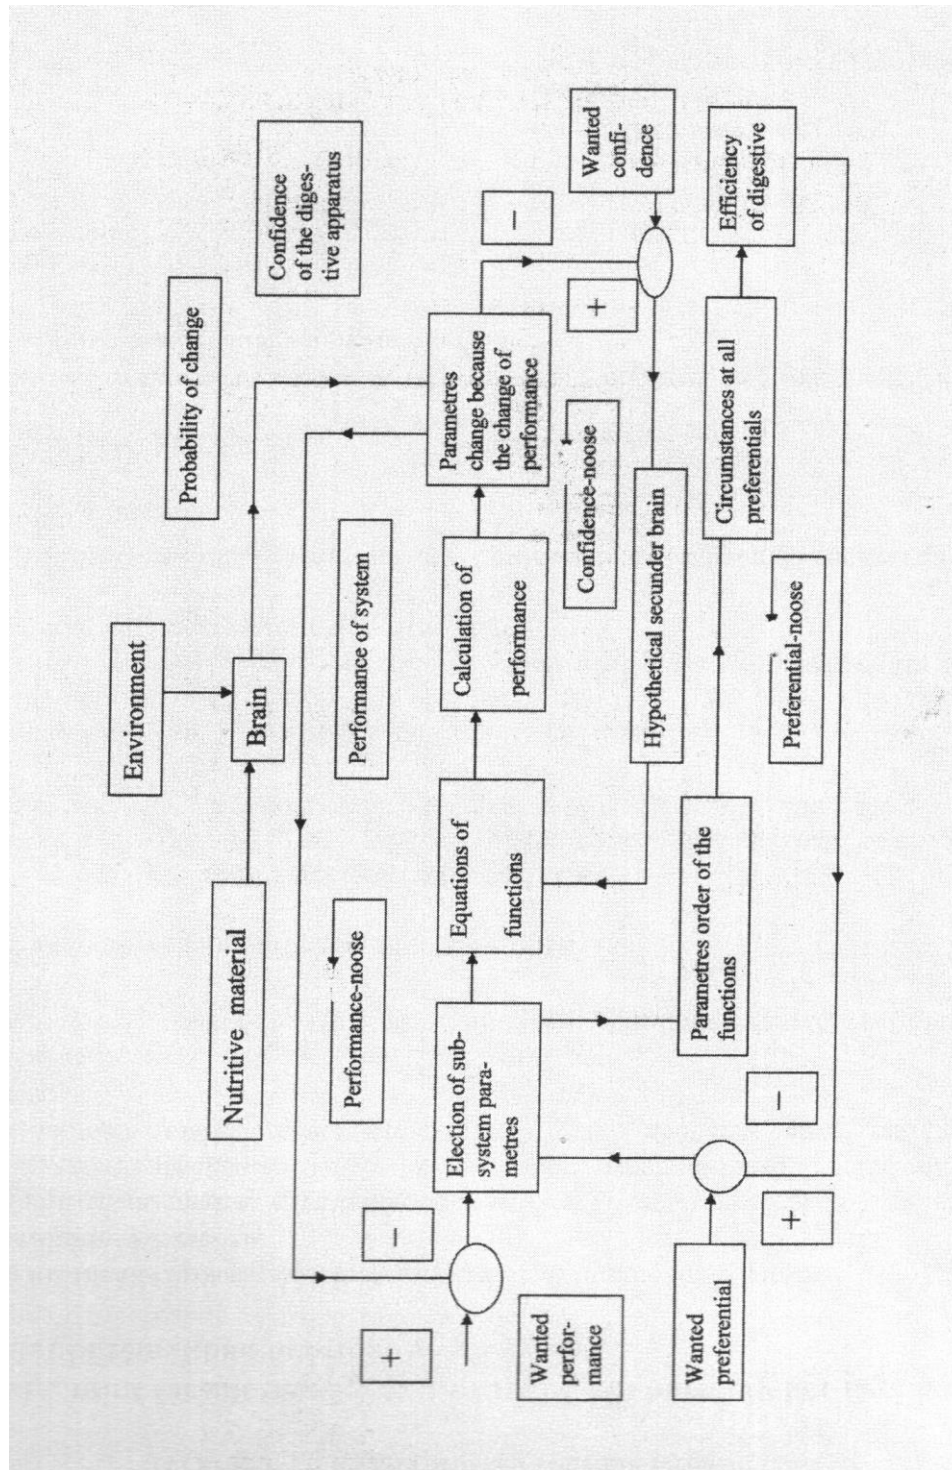 Environment
Nutritive material
Brain
Probability of change
Confidence
of the diges-
tive apparatus
Performance-noose
Performance of system
+
−
Wanted
perfor-
mance
Election of sub-
system para-
metres
Equations of
functions
Calculation of
performance
Parametres
change because
the change of
performance
−
+
Wanted
confi-
dence
Confidence-noose
Hypothetical secunder brain
Wanted
preferential
+
−
Parametres order of the
functions
Circumstances at all
preferentials
Efficiency
of digestive
Preferential-noose